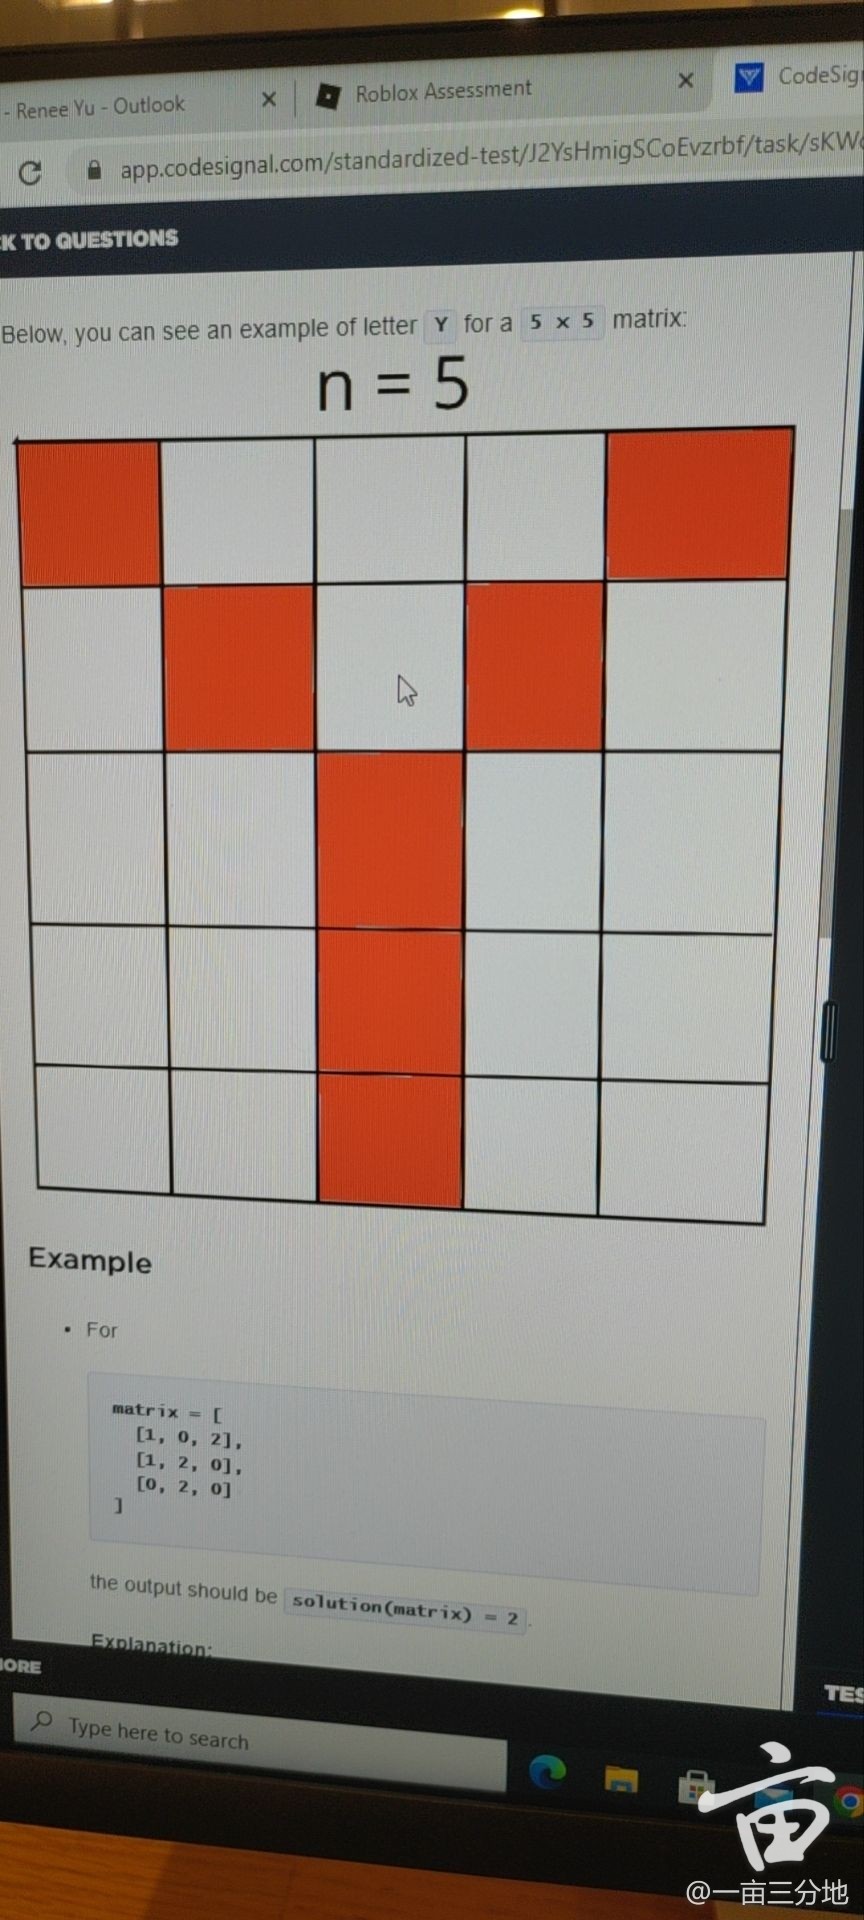 - Renee Yu - Outlook
Roblox Assessment
app.codesignal.com/standardized-test/J2YsHmigSCoEvzrbf/task/sKW
K TO QUESTIONS
Below, you can see an example of letter Y for a 5 x 5 matrix:
n = 5
Example
• For
matrix = [
[1, 0, 2],
[1, 2, 0],
[0, 2, 0]
]
the output should be solution(matrix) = 2.
Explanation:
MORE
Type here to search
亩
@一亩三分地